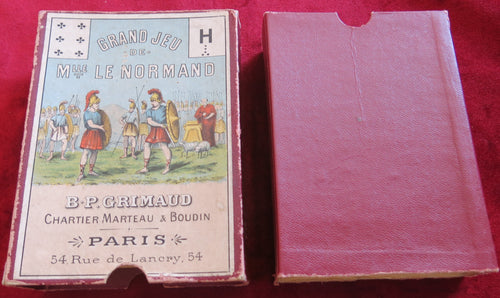 H
GRAND JEU
DE
Mlle LE NORMAND
B.P. GRIMAUD
CHARTIER MARTEAU & BOUDIN
PARIS
54, Rue de Lancry, 54